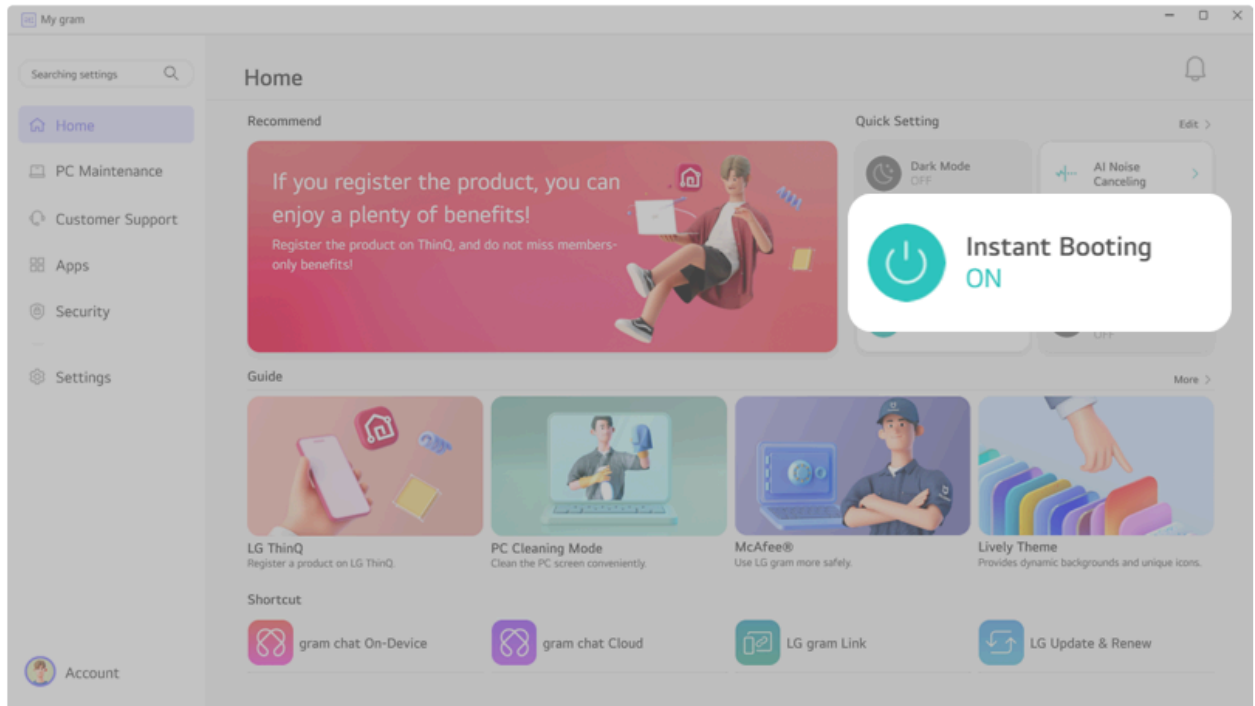 My gram
Searching settings
Home
PC Maintenance
Customer Support
Apps
Security
Settings
Account
Home
Recommend
If you register the product, you can
enjoy a plenty of benefits!
Register the product on ThinQ, and do not miss members-
only benefits!
Quick Setting
Edit >
Dark Mode
OFF
AI Noise
Canceling
Instant Booting
ON
OFF
Guide
More >
LG ThinQ
Register a product on LG ThinQ.
PC Cleaning Mode
Clean the PC screen conveniently.
McAfee®
Use LG gram more safely.
Lively Theme
Provides dynamic backgrounds and unique icons.
Shortcut
gram chat On-Device
gram chat Cloud
LG gram Link
LG Update & Renew